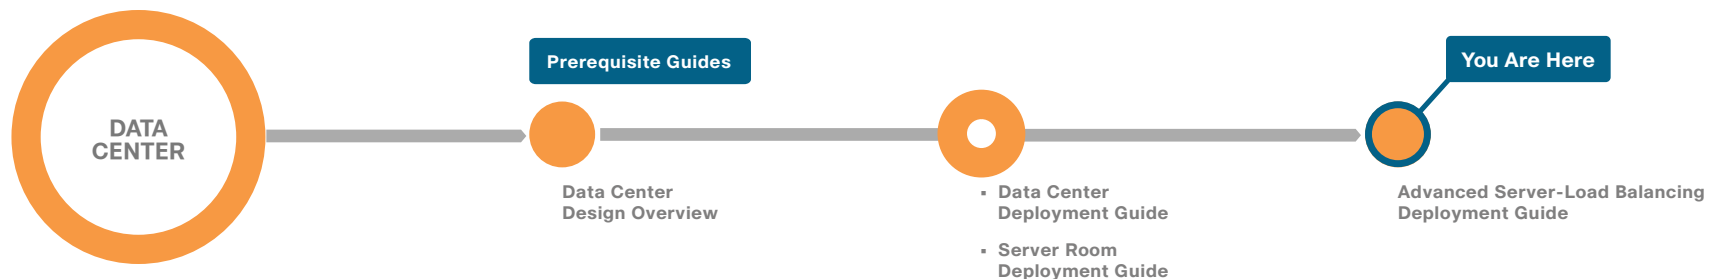 DATA
CENTER
Prerequisite Guides
Data Center
Design Overview
▪ Data Center
Deployment Guide
▪ Server Room
Deployment Guide
You Are Here
Advanced Server-Load Balancing
Deployment Guide